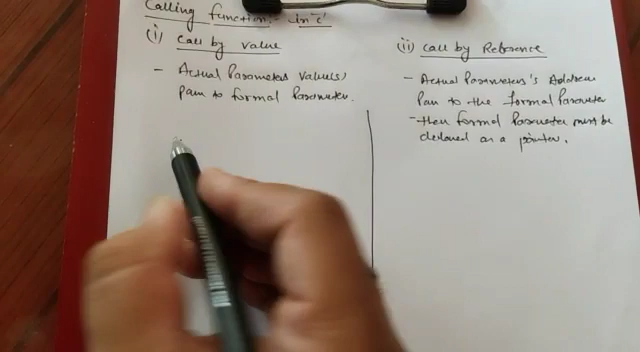 Calling function:- in 'c'
(i) Call by value
- Actual Parameter values,
Pass to formal Parameter.
(ii) Call by Reference
- Actual Parameter's Address
Pass to the formal Parameter
- then formal Parameter must be
declared as a pointer.